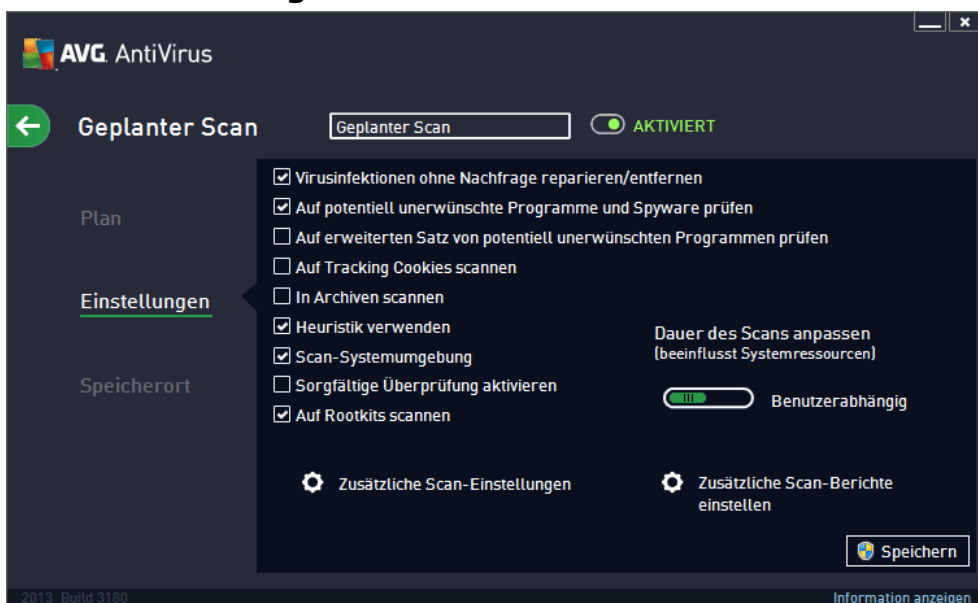 AVG. AntiVirus
Geplanter Scan
Geplanter Scan
AKTIVIERT
Plan
Einstellungen
Speicherort
Virusinfektionen ohne Nachfrage reparieren/entfernen
Auf potentiell unerwünschte Programme und Spyware prüfen
Auf erweiterten Satz von potentiell unerwünschten Programmen prüfen
Auf Tracking Cookies scannen
In Archiven scannen
Heuristik verwenden
Scan-Systemumgebung
Sorgfältige Überprüfung aktivieren
Auf Rootkits scannen
Dauer des Scans anpassen
(beeinflusst Systemressourcen)
Benutzerabhängig
Zusätzliche Scan-Einstellungen
Zusätzliche Scan-Berichte
einstellen
Speichern
2013 Build 3180
Information anzeigen